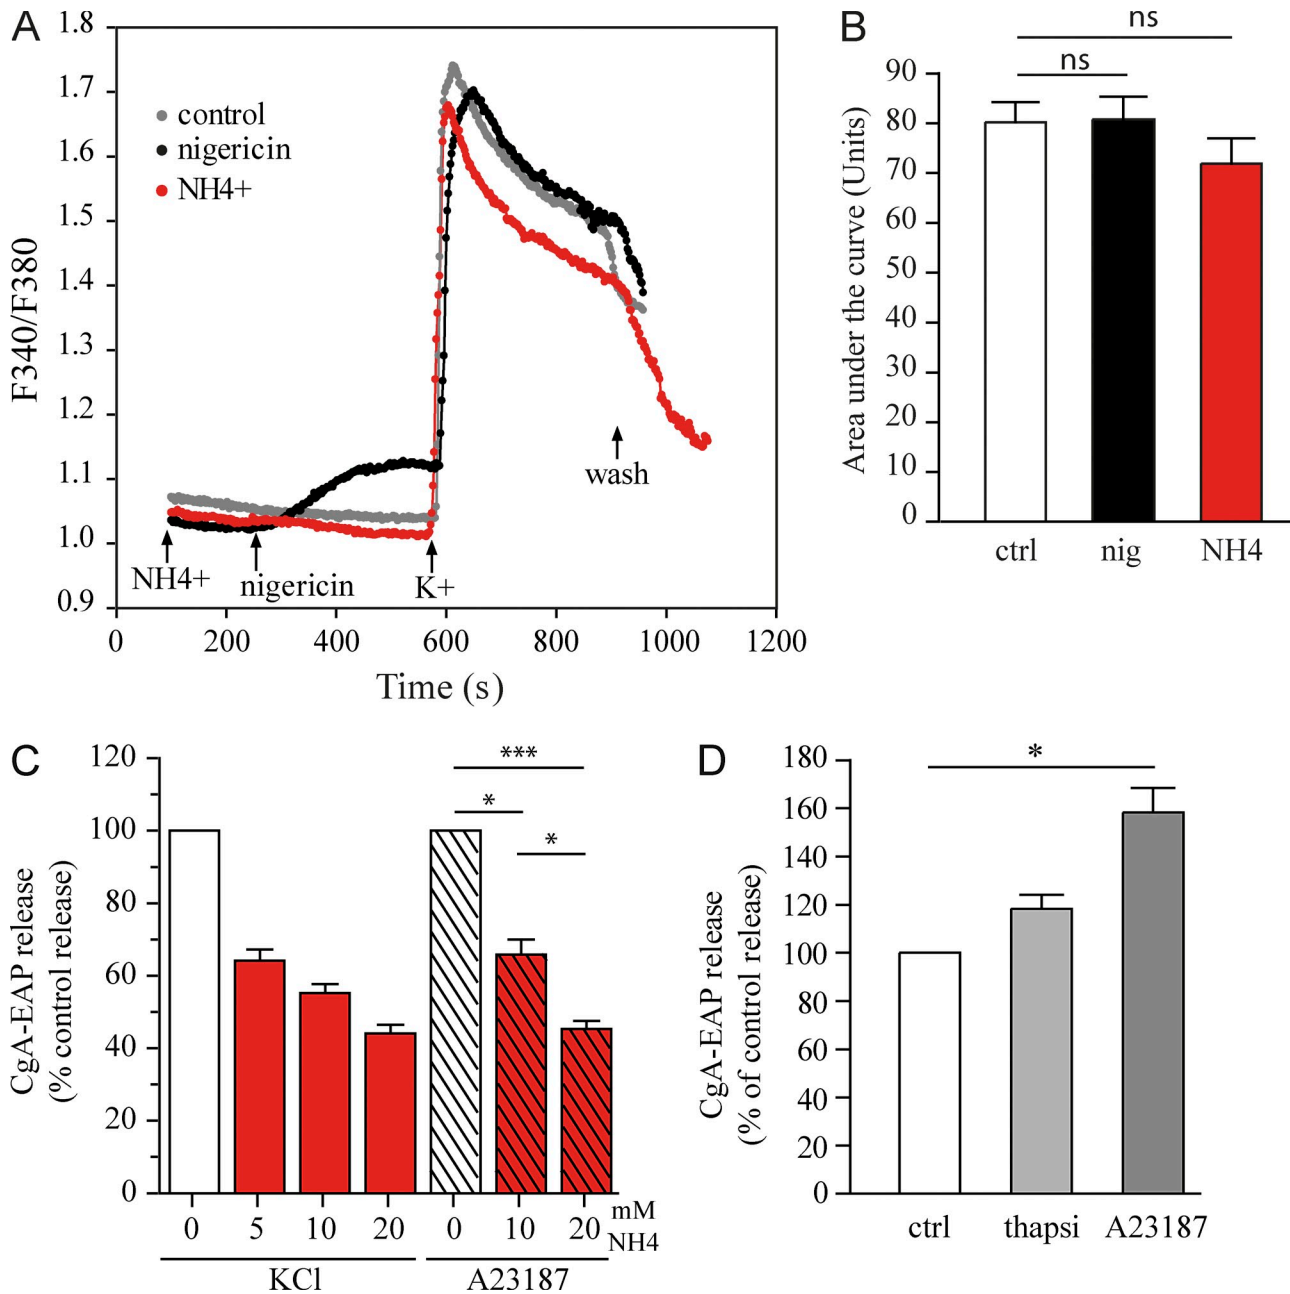 A
1.8
1.7
1.6
1.5
1.4
1.3
1.2
1.1
1.0
0.9
F340/F380
control
nigericin
NH4+
NH4+
nigericin
K+
wash
0 200 400 600 800 1000 1200
Time (s)
B
ns
ns
90
80
70
60
50
40
30
20
10
0
Area under the curve (Units)
ctrl nig NH4
C
120
100
80
60
40
20
0
CgA-EAP release
(% control release)
***
*
*
0 5 10 20 0 10 20 mM
NH4
KCl A23187
D
180
160
140
120
100
80
60
40
20
0
CgA-EAP release
(% of control release)
*
ctrl thapsi A23187